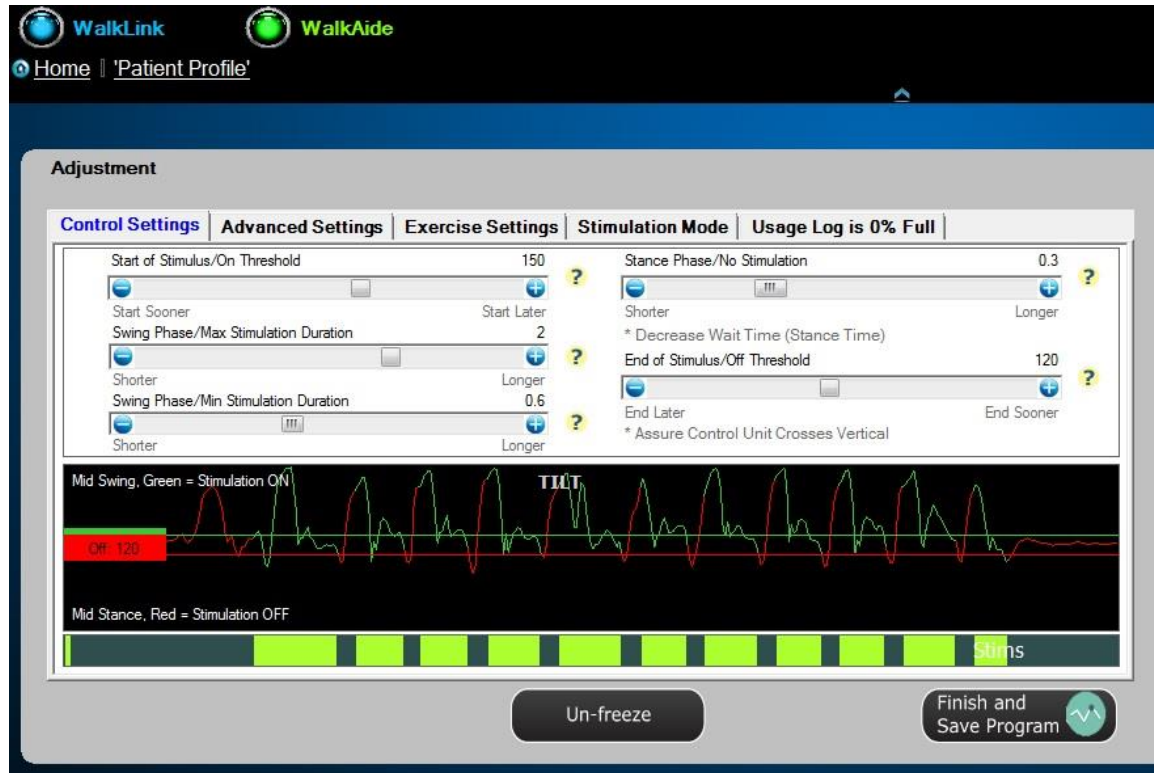 WalkLink WalkAide
Home 'Patient Profile'
Adjustment
Control Settings Advanced Settings Exercise Settings Stimulation Mode Usage Log is 0% Full
Start of Stimulus/On Threshold 150 ?
Start Sooner Start Later
Swing Phase/Max Stimulation Duration 2 ?
Shorter Longer
Swing Phase/Min Stimulation Duration 0.6 ?
Shorter Longer
Stance Phase/No Stimulation 0.3 ?
Shorter Longer
* Decrease Wait Time (Stance Time)
End of Stimulus/Off Threshold 120 ?
End Later End Sooner
* Assure Control Unit Crosses Vertical
Mid Swing, Green = Stimulation ON
TILT
Off: 120
Mid Stance, Red = Stimulation OFF
Stims
Un-freeze
Finish and
Save Program